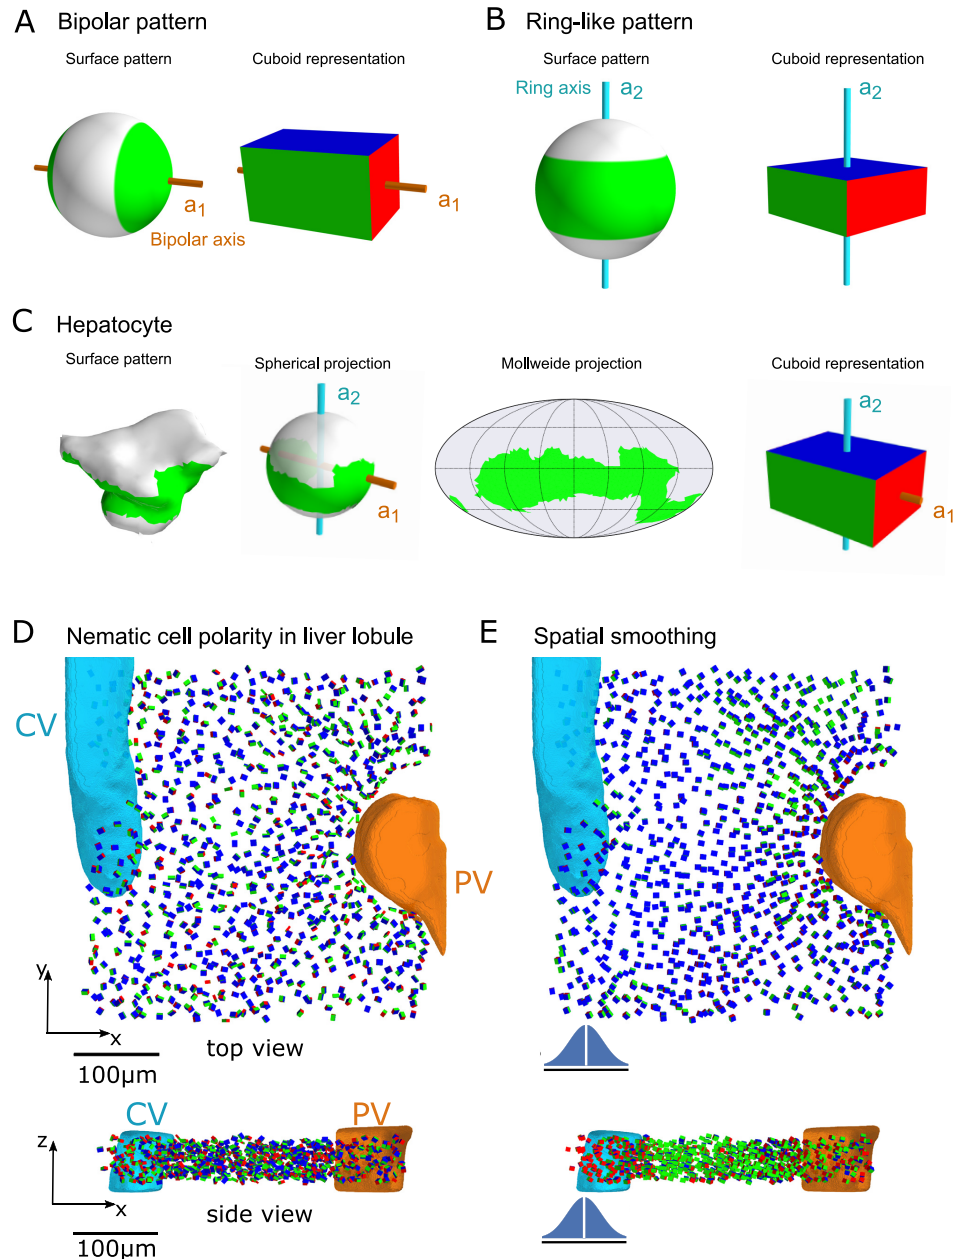 A Bipolar pattern
Surface pattern
Cuboid representation
a1
Bipolar axis
a1
B Ring-like pattern
Surface pattern
Cuboid representation
Ring axis a2
a2
C Hepatocyte
Surface pattern
Spherical projection
Mollweide projection
Cuboid representation
a2
a1
a2
a1
D Nematic cell polarity in liver lobule
CV
PV
y
x
100μm
top view
CV
PV
z
x
100μm
side view
E Spatial smoothing